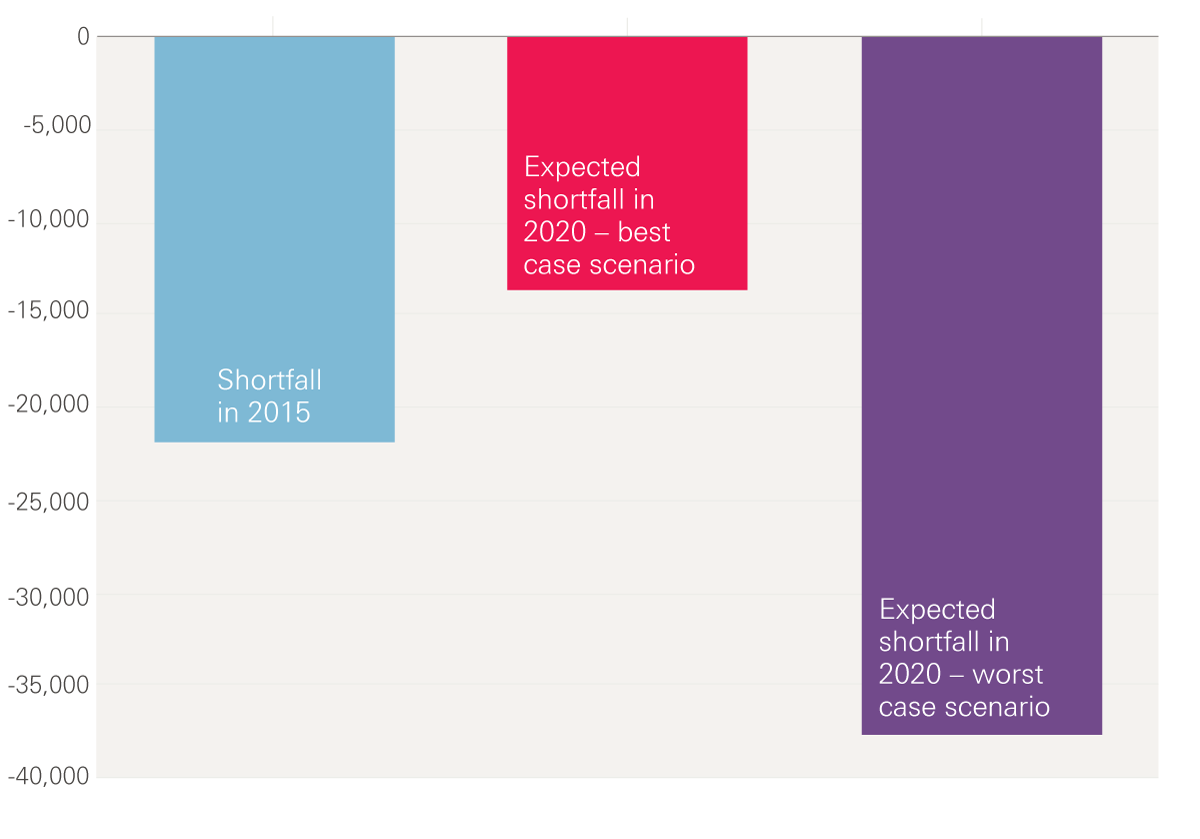 0
-5,000
-10,000
-15,000
-20,000
-25,000
-30,000
-35,000
-40,000
Shortfall
in 2015
Expected
shortfall in
2020 – best
case scenario
Expected
shortfall in
2020 – worst
case scenario